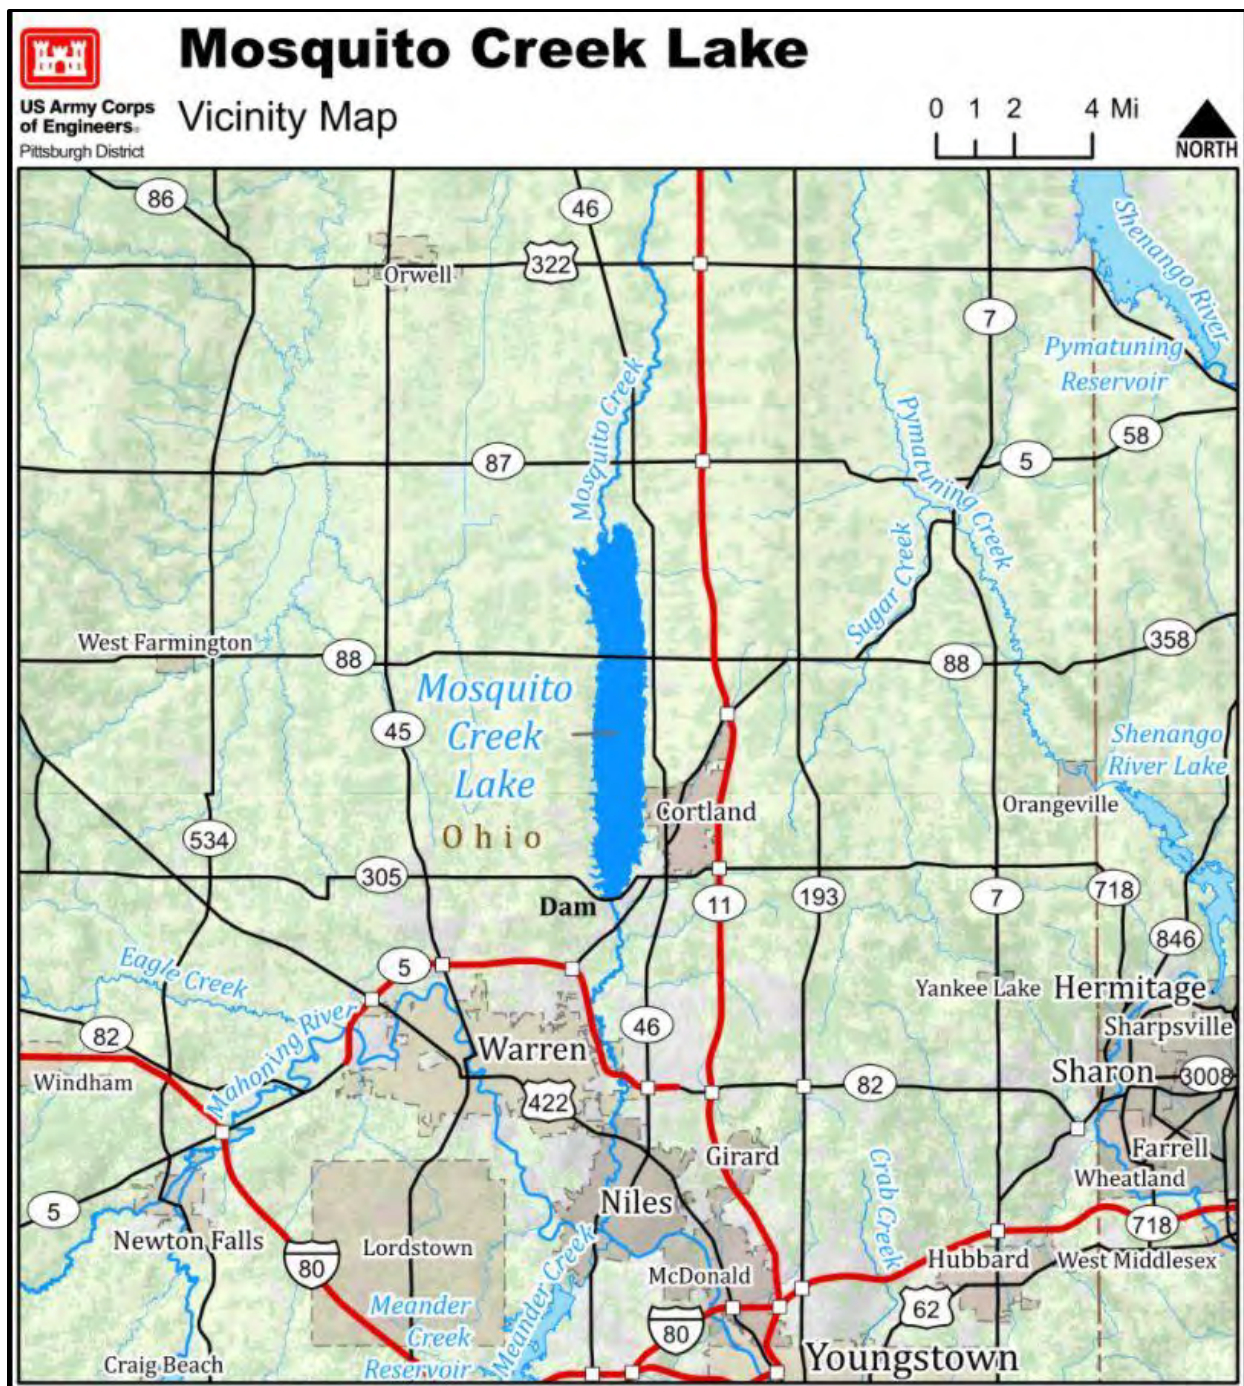 Mosquito Creek Lake
US Army Corps
of Engineers®
Pittsburgh District
Vicinity Map
0 1 2 4 Mi
NORTH
86
46
Shenango River
322
Orwell
7
Pymatuning
Reservoir
Mosquito Creek
Pymatuning Creek
58
87
5
Sugar Creek
West Farmington
88
88
358
Mosquito
Creek
Lake
45
Shenango
River Lake
Orangeville
Cortland
534
Ohio
305
Dam
11
193
7
718
846
Eagle Creek
5
Yankee Lake
Hermitage
Mahoning River
46
Sharpsville
82
Warren
Windham
Sharon
3008
422
82
Girard
Farrell
Crab Creek
Wheatland
5
Niles
718
Newton Falls
Lordstown
Meander Creek
Hubbard
West Middlesex
80
McDonald
62
Meander
Creek
Reservoir
80
Craig Beach
Youngstown